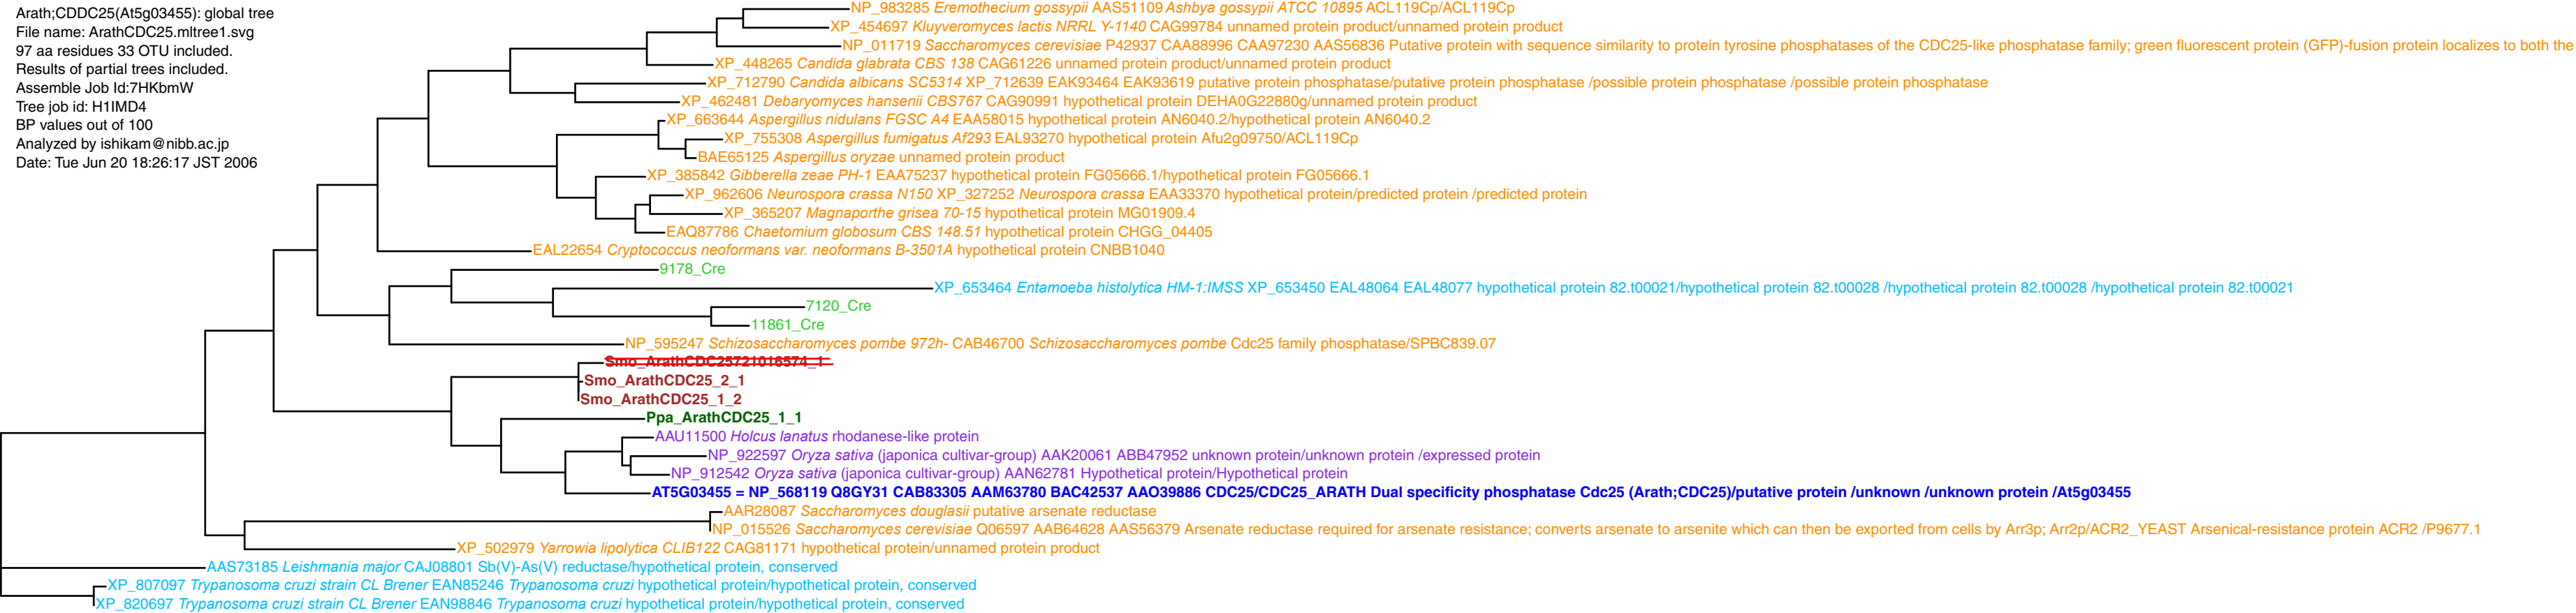 Arath;CDDC25(At5g03455): global tree
File name: ArathCDC25.mltree1.svg
97 aa residues 33 OTU included.
Results of partial trees included.
Assemble Job Id:7HKbmW
Tree job id: H1IMD4
BP values out of 100
Analyzed by ishikam@nibb.ac.jp
Date: Tue Jun 20 18:26:17 JST 2006
NP_983285 Eremothecium gossypii AAS51109 Ashbya gossypii ATCC 10895 ACL119Cp/ACL119Cp
XP_454697 Kluyveromyces lactis NRRL Y-1140 CAG99784 unnamed protein product/unnamed protein product
NP_011719 Saccharomyces cerevisiae P42937 CAA88996 CAA97230 AAS56836 Putative protein with sequence similarity to protein tyrosine phosphatases of the CDC25-like phosphatase family; green fluorescent protein (GFP)-fusion protein localizes to both the
XP_448265 Candida glabrata CBS 138 CAG61226 unnamed protein product/unnamed protein product
XP_712790 Candida albicans SC5314 XP_712639 EAK93464 EAK93619 putative protein phosphatase/putative protein phosphatase /possible protein phosphatase /possible protein phosphatase
XP_462481 Debaryomyces hansenii CBS767 CAG90991 hypothetical protein DEHA0G22880g/unnamed protein product
XP_663644 Aspergillus nidulans FGSC A4 EAA58015 hypothetical protein AN6040.2/hypothetical protein AN6040.2
XP_755308 Aspergillus fumigatus Af293 EAL93270 hypothetical protein Afu2g09750/ACL119Cp
BAE65125 Aspergillus oryzae unnamed protein product
XP_385842 Gibberella zeae PH-1 EAA75237 hypothetical protein FG05666.1/hypothetical protein FG05666.1
XP_962606 Neurospora crassa N150 XP_327252 Neurospora crassa EAA33370 hypothetical protein/predicted protein /predicted protein
XP_365207 Magnaporthe grisea 70-15 hypothetical protein MG01909.4
EAQ87786 Chaetomium globosum CBS 148.51 hypothetical protein CHGG_04405
EAL22654 Cryptococcus neoformans var. neoformans B-3501A hypothetical protein CNBB1040
9178_Cre
XP_653464 Entamoeba histolytica HM-1:IMSS XP_653450 EAL48064 EAL48077 hypothetical protein 82.t00021/hypothetical protein 82.t00028 /hypothetical protein 82.t00028 /hypothetical protein 82.t00021
7120_Cre
11861_Cre
NP_595247 Schizosaccharomyces pombe 972h- CAB46700 Schizosaccharomyces pombe Cdc25 family phosphatase/SPBC839.07
Smo_ArathCDC25721016574_1
Smo_ArathCDC25_2_1
Smo_ArathCDC25_1_2
Ppa_ArathCDC25_1_1
AAU11500 Holcus lanatus rhodanese-like protein
NP_922597 Oryza sativa (japonica cultivar-group) AAK20061 ABB47952 unknown protein/unknown protein /expressed protein
NP_912542 Oryza sativa (japonica cultivar-group) AAN62781 Hypothetical protein/Hypothetical protein
AT5G03455 = NP_568119 Q8GY31 CAB83305 AAM63780 BAC42537 AAO39886 CDC25/CDC25_ARATH Dual specificity phosphatase Cdc25 (Arath;CDC25)/putative protein /unknown /unknown protein /At5g03455
AAR28087 Saccharomyces douglasii putative arsenate reductase
NP_015526 Saccharomyces cerevisiae Q06597 AAB64628 AAS56379 Arsenate reductase required for arsenate resistance; converts arsenate to arsenite which can then be exported from cells by Arr3p; Arr2p/ACR2_YEAST Arsenical-resistance protein ACR2 /P9677.1
XP_502979 Yarrowia lipolytica CLIB122 CAG81171 hypothetical protein/unnamed protein product
AAS73185 Leishmania major CAJ08801 Sb(V)-As(V) reductase/hypothetical protein, conserved
XP_807097 Trypanosoma cruzi strain CL Brener EAN85246 Trypanosoma cruzi hypothetical protein/hypothetical protein, conserved
XP_820697 Trypanosoma cruzi strain CL Brener EAN98846 Trypanosoma cruzi hypothetical protein/hypothetical protein, conserved